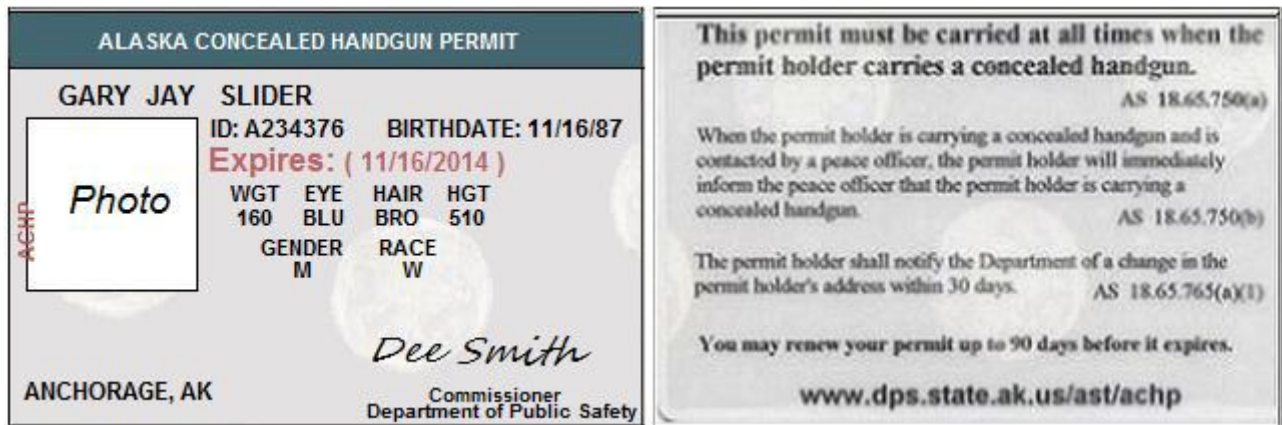 ALASKA CONCEALED HANDGUN PERMIT
GARY JAY SLIDER
ID: A234376 BIRTHDATE: 11/16/87
Expires: ( 11/16/2014 )
WGT EYE HAIR HGT
160 BLU BRO 510
GENDER RACE
M W
Photo
ACHP
Dee Smith
ANCHORAGE, AK
Commissioner
Department of Public Safety
This permit must be carried at all times when the
permit holder carries a concealed handgun.
AS 18.65.750(a)
When the permit holder is carrying a concealed handgun and is
contacted by a peace officer, the permit holder will immediately
inform the peace officer that the permit holder is carrying a
concealed handgun.
AS 18.65.750(b)
The permit holder shall notify the Department of a change in the
permit holder's address within 30 days. AS 18.65.765(a)(1)
You may renew your permit up to 90 days before it expires.
www.dps.state.ak.us/ast/achp